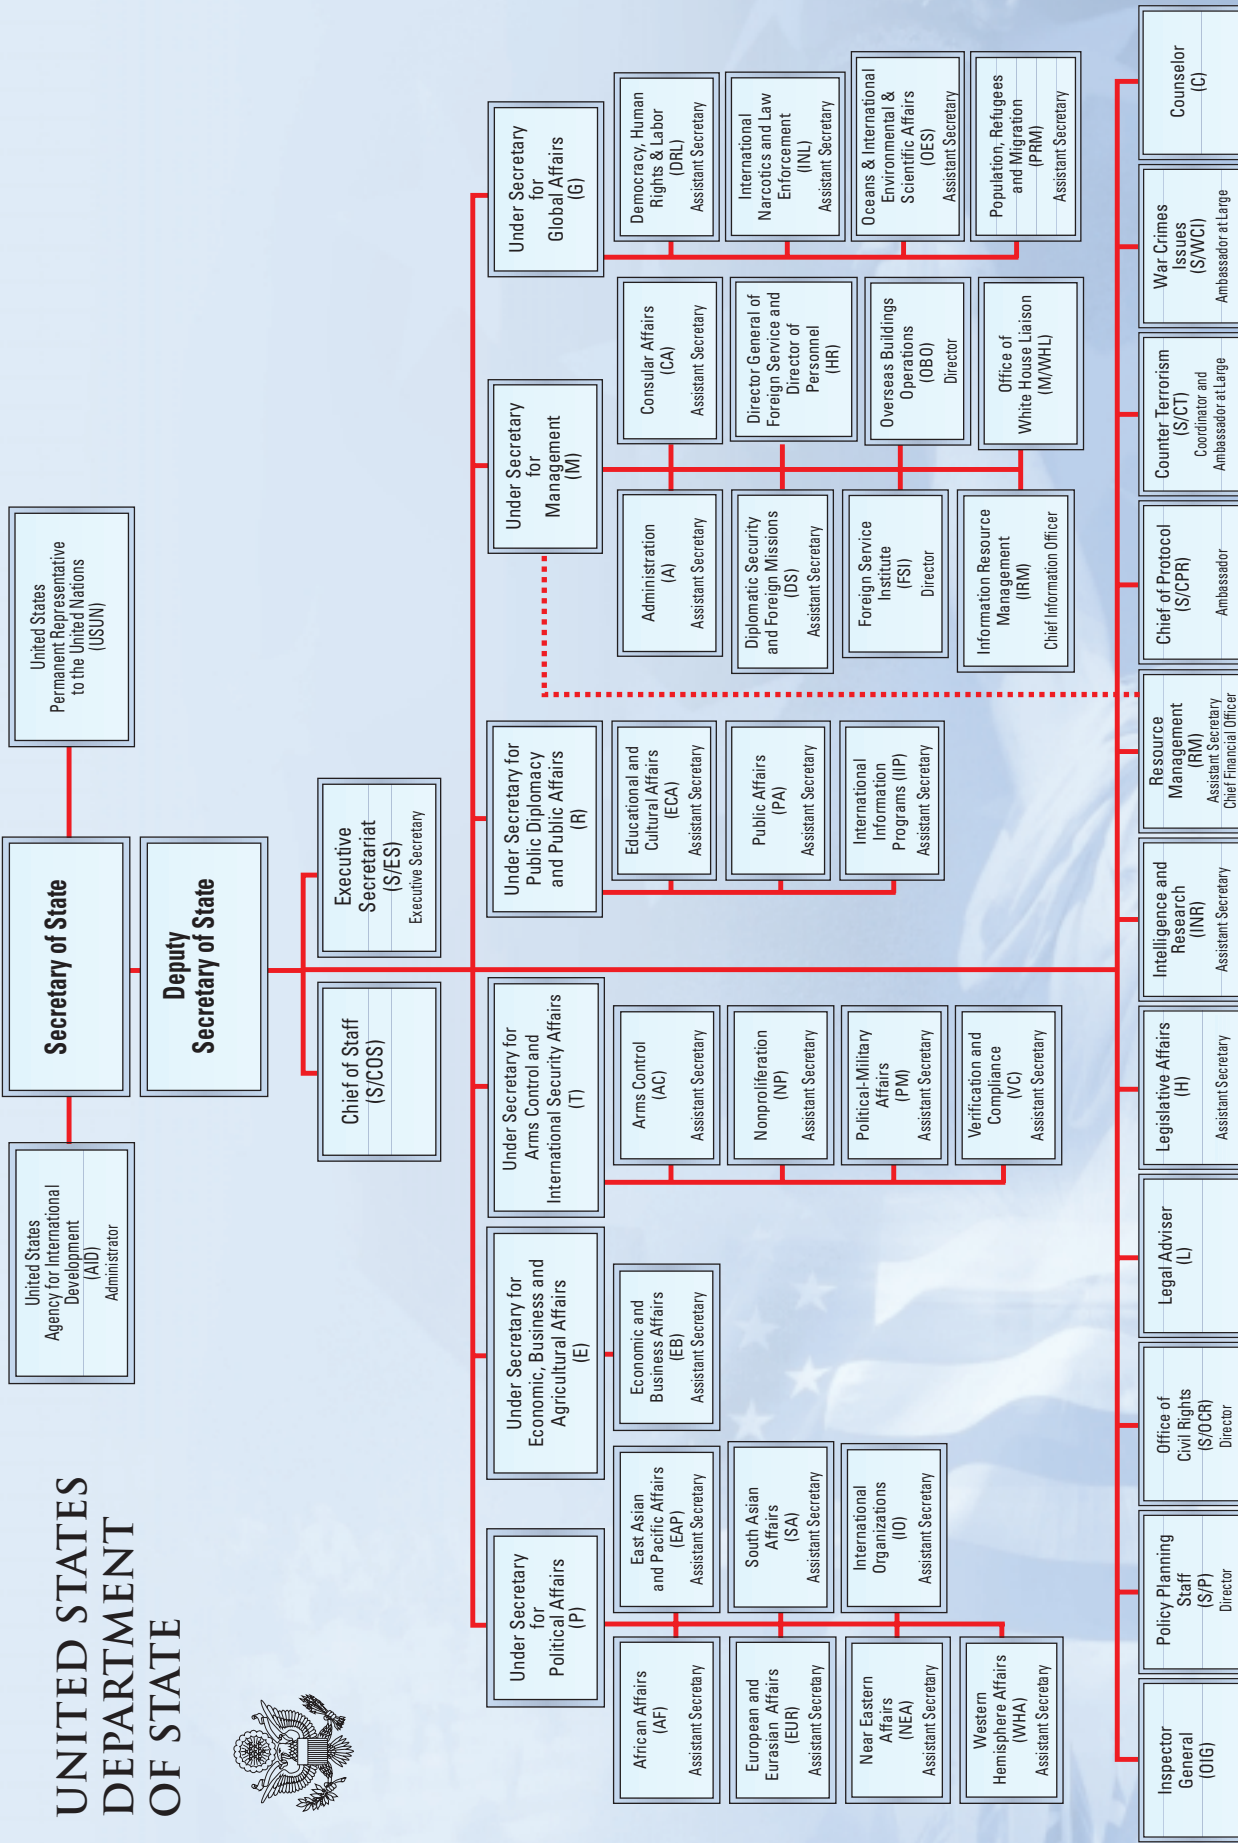 UNITED STATES
DEPARTMENT
OF STATE
United States
Agency for International
Development
(AID)
Administrator
Secretary of State
United States
Permanent Representative
to the United Nations
(USUN)
Deputy
Secretary of State
Chief of Staff
(S/COS)
Executive
Secretariat
(S/ES)
Executive Secretary
Under Secretary
for
Political Affairs
(P)
Under Secretary for
Economic, Business and
Agricultural Affairs
(E)
Under Secretary for
Arms Control and
International Security Affairs
(T)
Under Secretary for
Public Diplomacy
and Public Affairs
(R)
Under Secretary
for
Management
(M)
Under Secretary
for
Global Affairs
(G)
African Affairs
(AF)
Assistant Secretary
East Asian
and Pacific Affairs
(EAP)
Assistant Secretary
European and
Eurasian Affairs
(EUR)
Assistant Secretary
South Asian
Affairs
(SA)
Assistant Secretary
Near Eastern
Affairs
(NEA)
Assistant Secretary
International
Organizations
(IO)
Assistant Secretary
Western
Hemisphere Affairs
(WHA)
Assistant Secretary
Economic and
Business Affairs
(EB)
Assistant Secretary
Arms Control
(AC)
Assistant Secretary
Nonproliferation
(NP)
Assistant Secretary
Political-Military
Affairs
(PM)
Assistant Secretary
Verification and
Compliance
(VC)
Assistant Secretary
Educational and
Cultural Affairs
(ECA)
Assistant Secretary
Public Affairs
(PA)
Assistant Secretary
International
Information
Programs (IIP)
Assistant Secretary
Administration
(A)
Assistant Secretary
Consular Affairs
(CA)
Assistant Secretary
Diplomatic Security
and Foreign Missions
(DS)
Assistant Secretary
Director General of
Foreign Service and
Director of
Personnel
(HR)
Foreign Service
Institute
(FSI)
Director
Overseas Buildings
Operations
(OBO)
Director
Information Resource
Management
(IRM)
Chief Information Officer
Office of
White House Liaison
(M/WHL)
Democracy, Human
Rights & Labor
(DRL)
Assistant Secretary
International
Narcotics and Law
Enforcement
(INL)
Assistant Secretary
Oceans & International
Environmental &
Scientific Affairs
(OES)
Assistant Secretary
Population, Refugees
and Migration
(PRM)
Assistant Secretary
Inspector
General
(OIG)
Policy Planning
Staff
(S/P)
Director
Office of
Civil Rights
(S/OCR)
Director
Legal Adviser
(L)
Legislative Affairs
(H)
Assistant Secretary
Intelligence and
Research
(INR)
Assistant Secretary
Resource
Management
(RM)
Assistant Secretary
Chief Financial Officer
Chief of Protocol
(S/CPR)
Ambassador
Counter Terrorism
(S/CT)
Coordinator and
Ambassador at Large
War Crimes
Issues
(S/WCI)
Ambassador at Large
Counselor
(C)